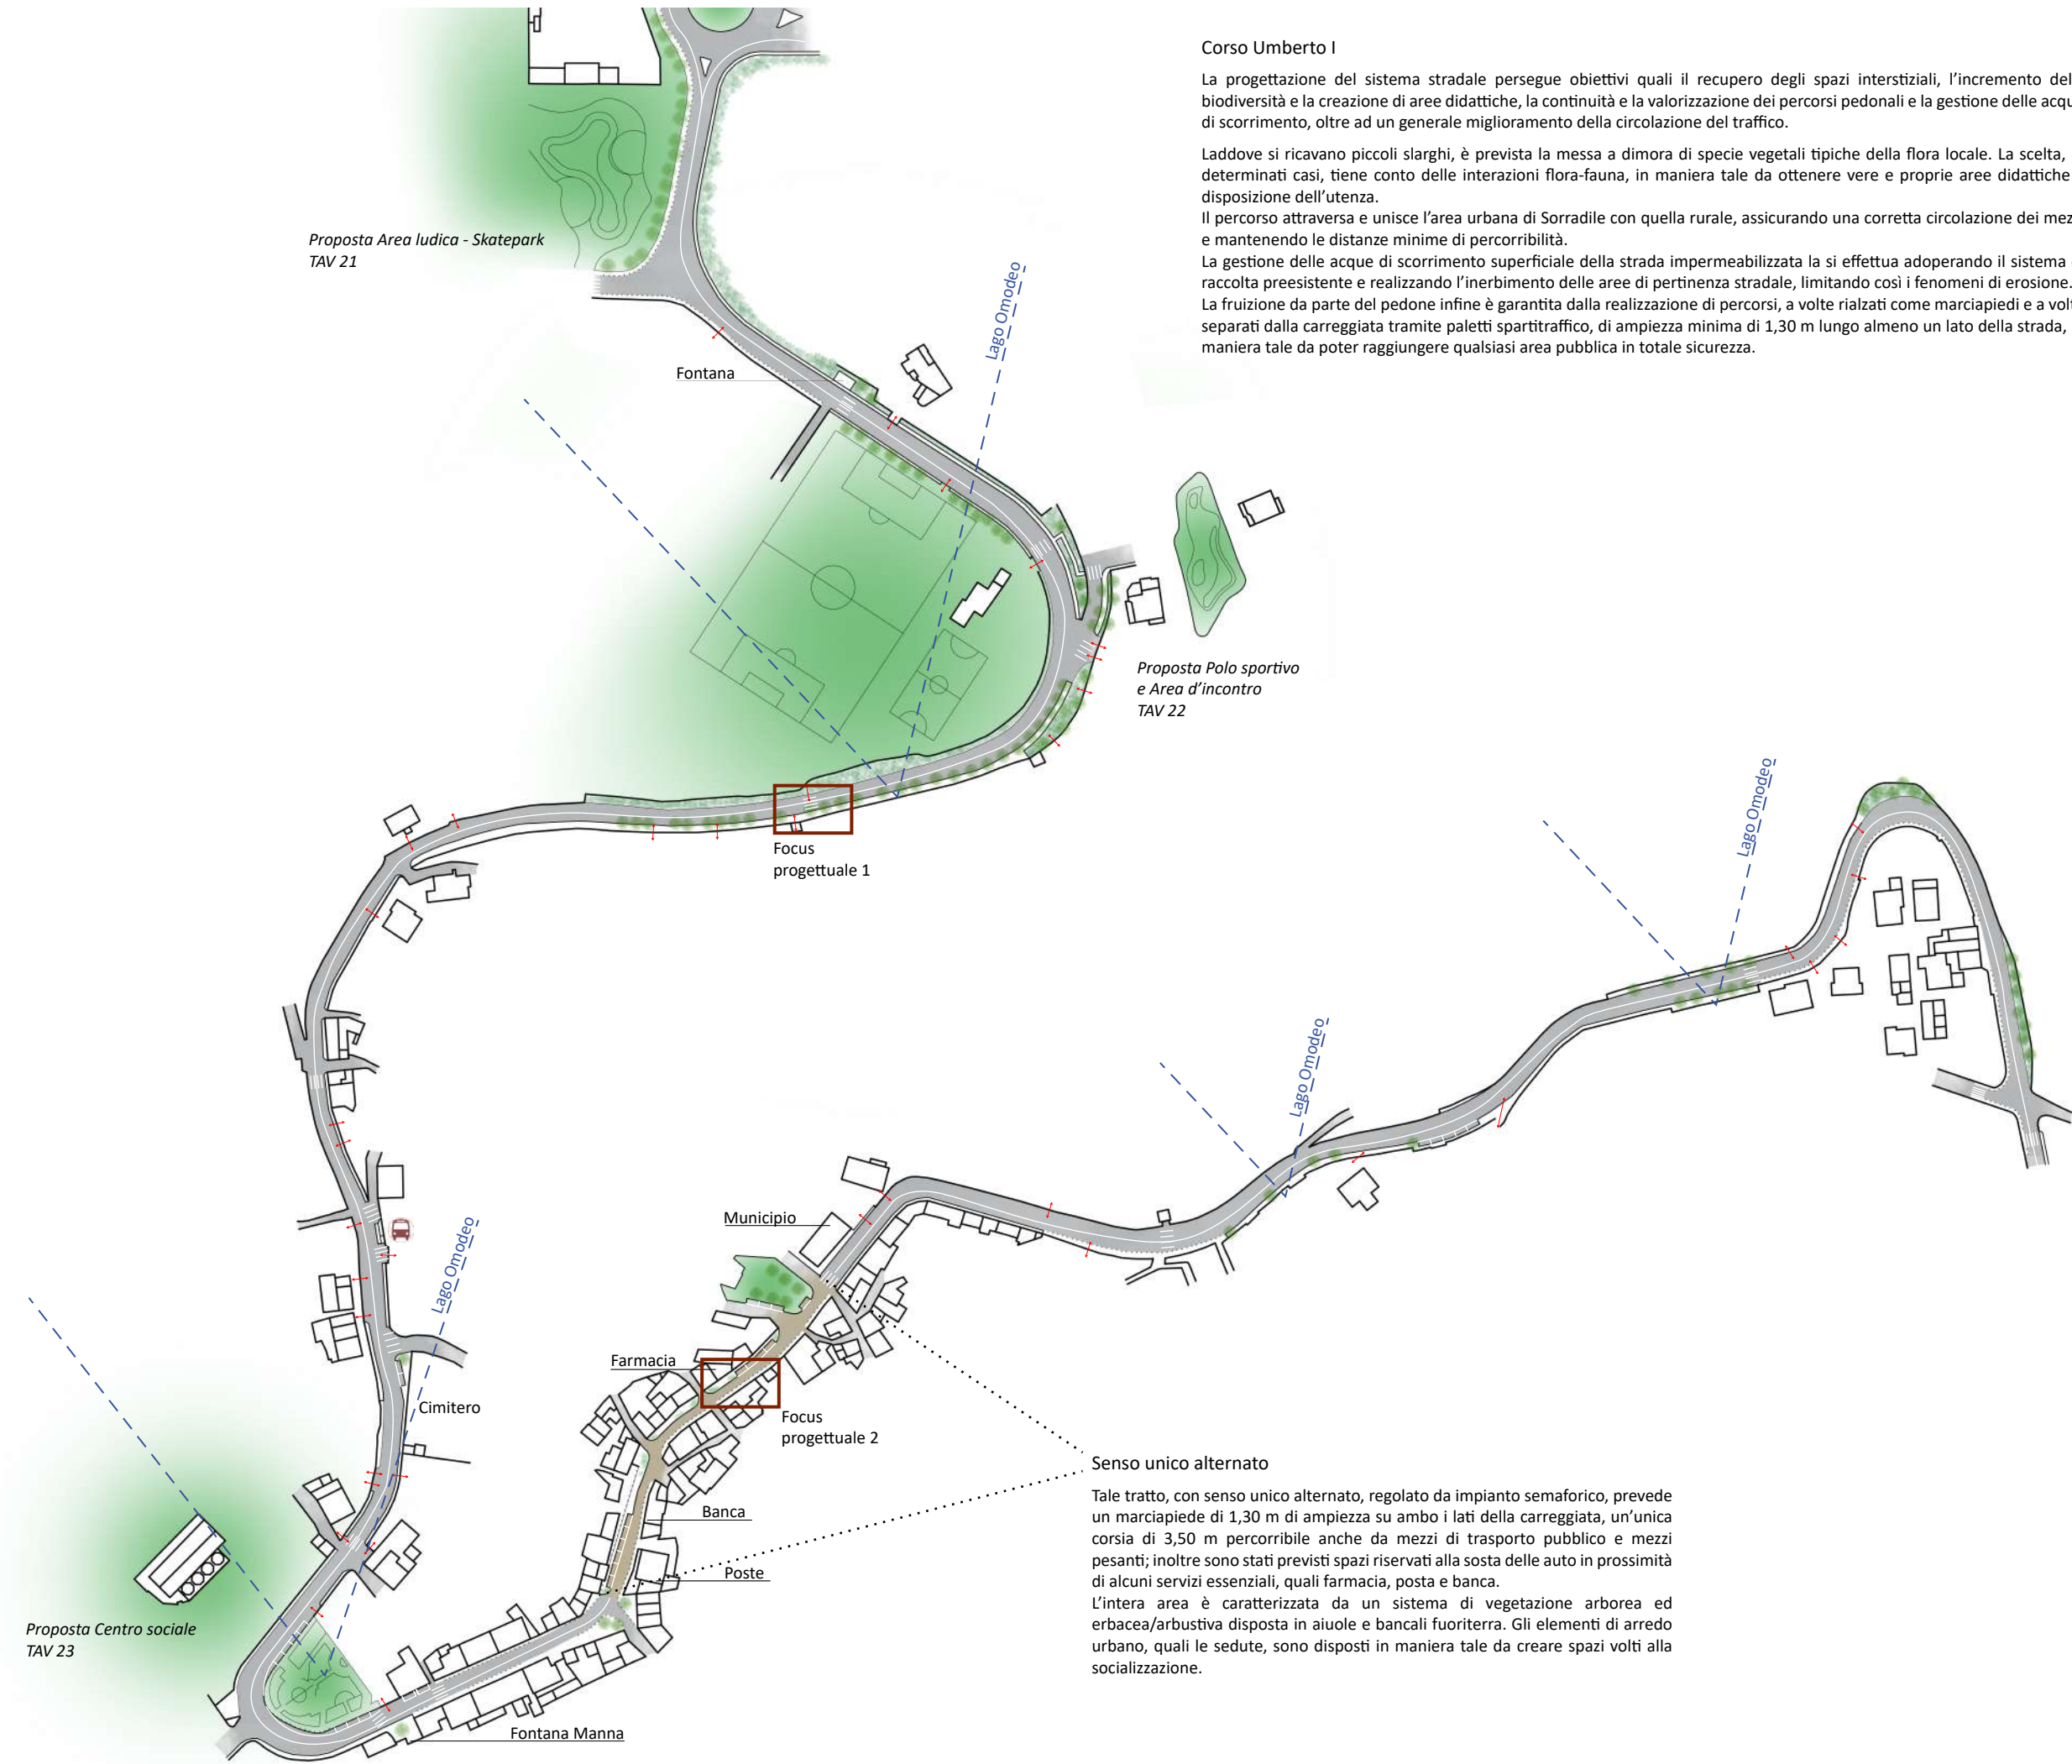 Corso Umberto I
La progettazione del sistema stradale persegue obiettivi quali il recupero degli spazi interstiziali, l'incremento del
biodiversità e la creazione di aree didattiche, la continuità e la valorizzazione dei percorsi pedonali e la gestione delle acqu
di scorrimento, oltre ad un generale miglioramento della circolazione del traffico.
Laddove si ricavano piccoli slarghi, è prevista la messa a dimora di specie vegetali tipiche della flora locale. La scelta,
determinati casi, tiene conto delle interazioni flora-fauna, in maniera tale da ottenere vere e proprie aree didattiche
disposizione dell'utenza.
Il percorso attraversa e unisce l'area urbana di Sorradile con quella rurale, assicurando una corretta circolazione dei mez
e mantenendo le distanze minime di percorribilità.
La gestione delle acque di scorrimento superficiale della strada impermeabilizzata la si effettua adoperando il sistema
raccolta preesistente e realizzando l'inerbimento delle aree di pertinenza stradale, limitando così i fenomeni di erosione.
La fruizione da parte del pedone infine è garantita dalla realizzazione di percorsi, a volte rialzati come marciapiedi e a volt
separati dalla carreggiata tramite paletti spartitraffico, di ampiezza minima di 1,30 m lungo almeno un lato della strada,
maniera tale da poter raggiungere qualsiasi area pubblica in totale sicurezza.
Proposta Area ludica - Skatepark
TAV 21
Lago Omodeo
Fontana
Proposta Polo sportivo
e Area d'incontro
TAV 22
Focus
progettuale 1
Lago Omodeo
Lago Omodeo
Municipio
Lago Omodeo
Farmacia
Cimitero
Focus
progettuale 2
Senso unico alternato
Tale tratto, con senso unico alternato, regolato da impianto semaforico, prevede
un marciapiede di 1,30 m di ampiezza su ambo i lati della carreggiata, un'unica
corsia di 3,50 m percorribile anche da mezzi di trasporto pubblico e mezzi
pesanti; inoltre sono stati previsti spazi riservati alla sosta delle auto in prossimità
di alcuni servizi essenziali, quali farmacia, posta e banca.
L'intera area è caratterizzata da un sistema di vegetazione arborea ed
erbacea/arbustiva disposta in aiuole e bancali fuoriterra. Gli elementi di arredo
urbano, quali le sedute, sono disposti in maniera tale da creare spazi volti alla
socializzazione.
Banca
Poste
Proposta Centro sociale
TAV 23
Fontana Manna